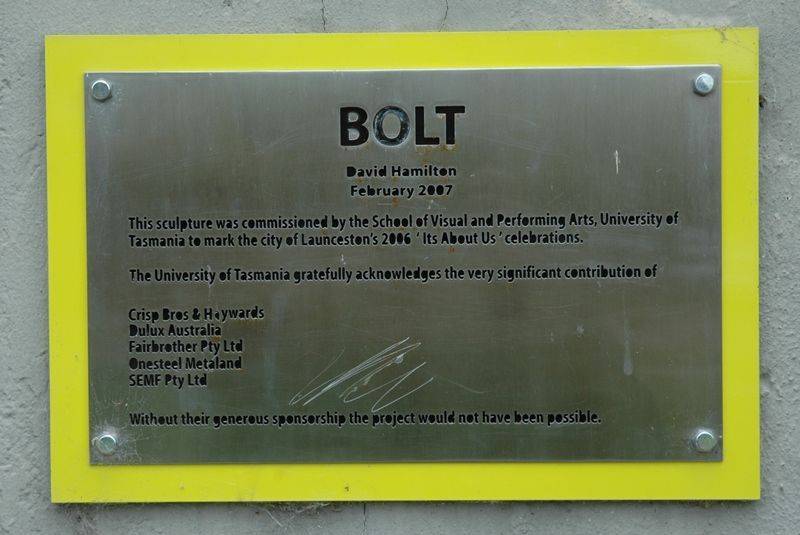 BOLT
David Hamilton
February 2007
This sculpture was commissioned by the School of Visual and Performing Arts, University of
Tasmania to mark the city of Launceston's 2006 ' Its About Us ' celebrations.
The University of Tasmania gratefully acknowledges the very significant contribution of
Crisp Bros & Haywards
Dulux Australia
Fairbrother Pty Ltd
Onesteel Metaland
SEMF Pty Ltd
Without their generous sponsorship the project would not have been possible.